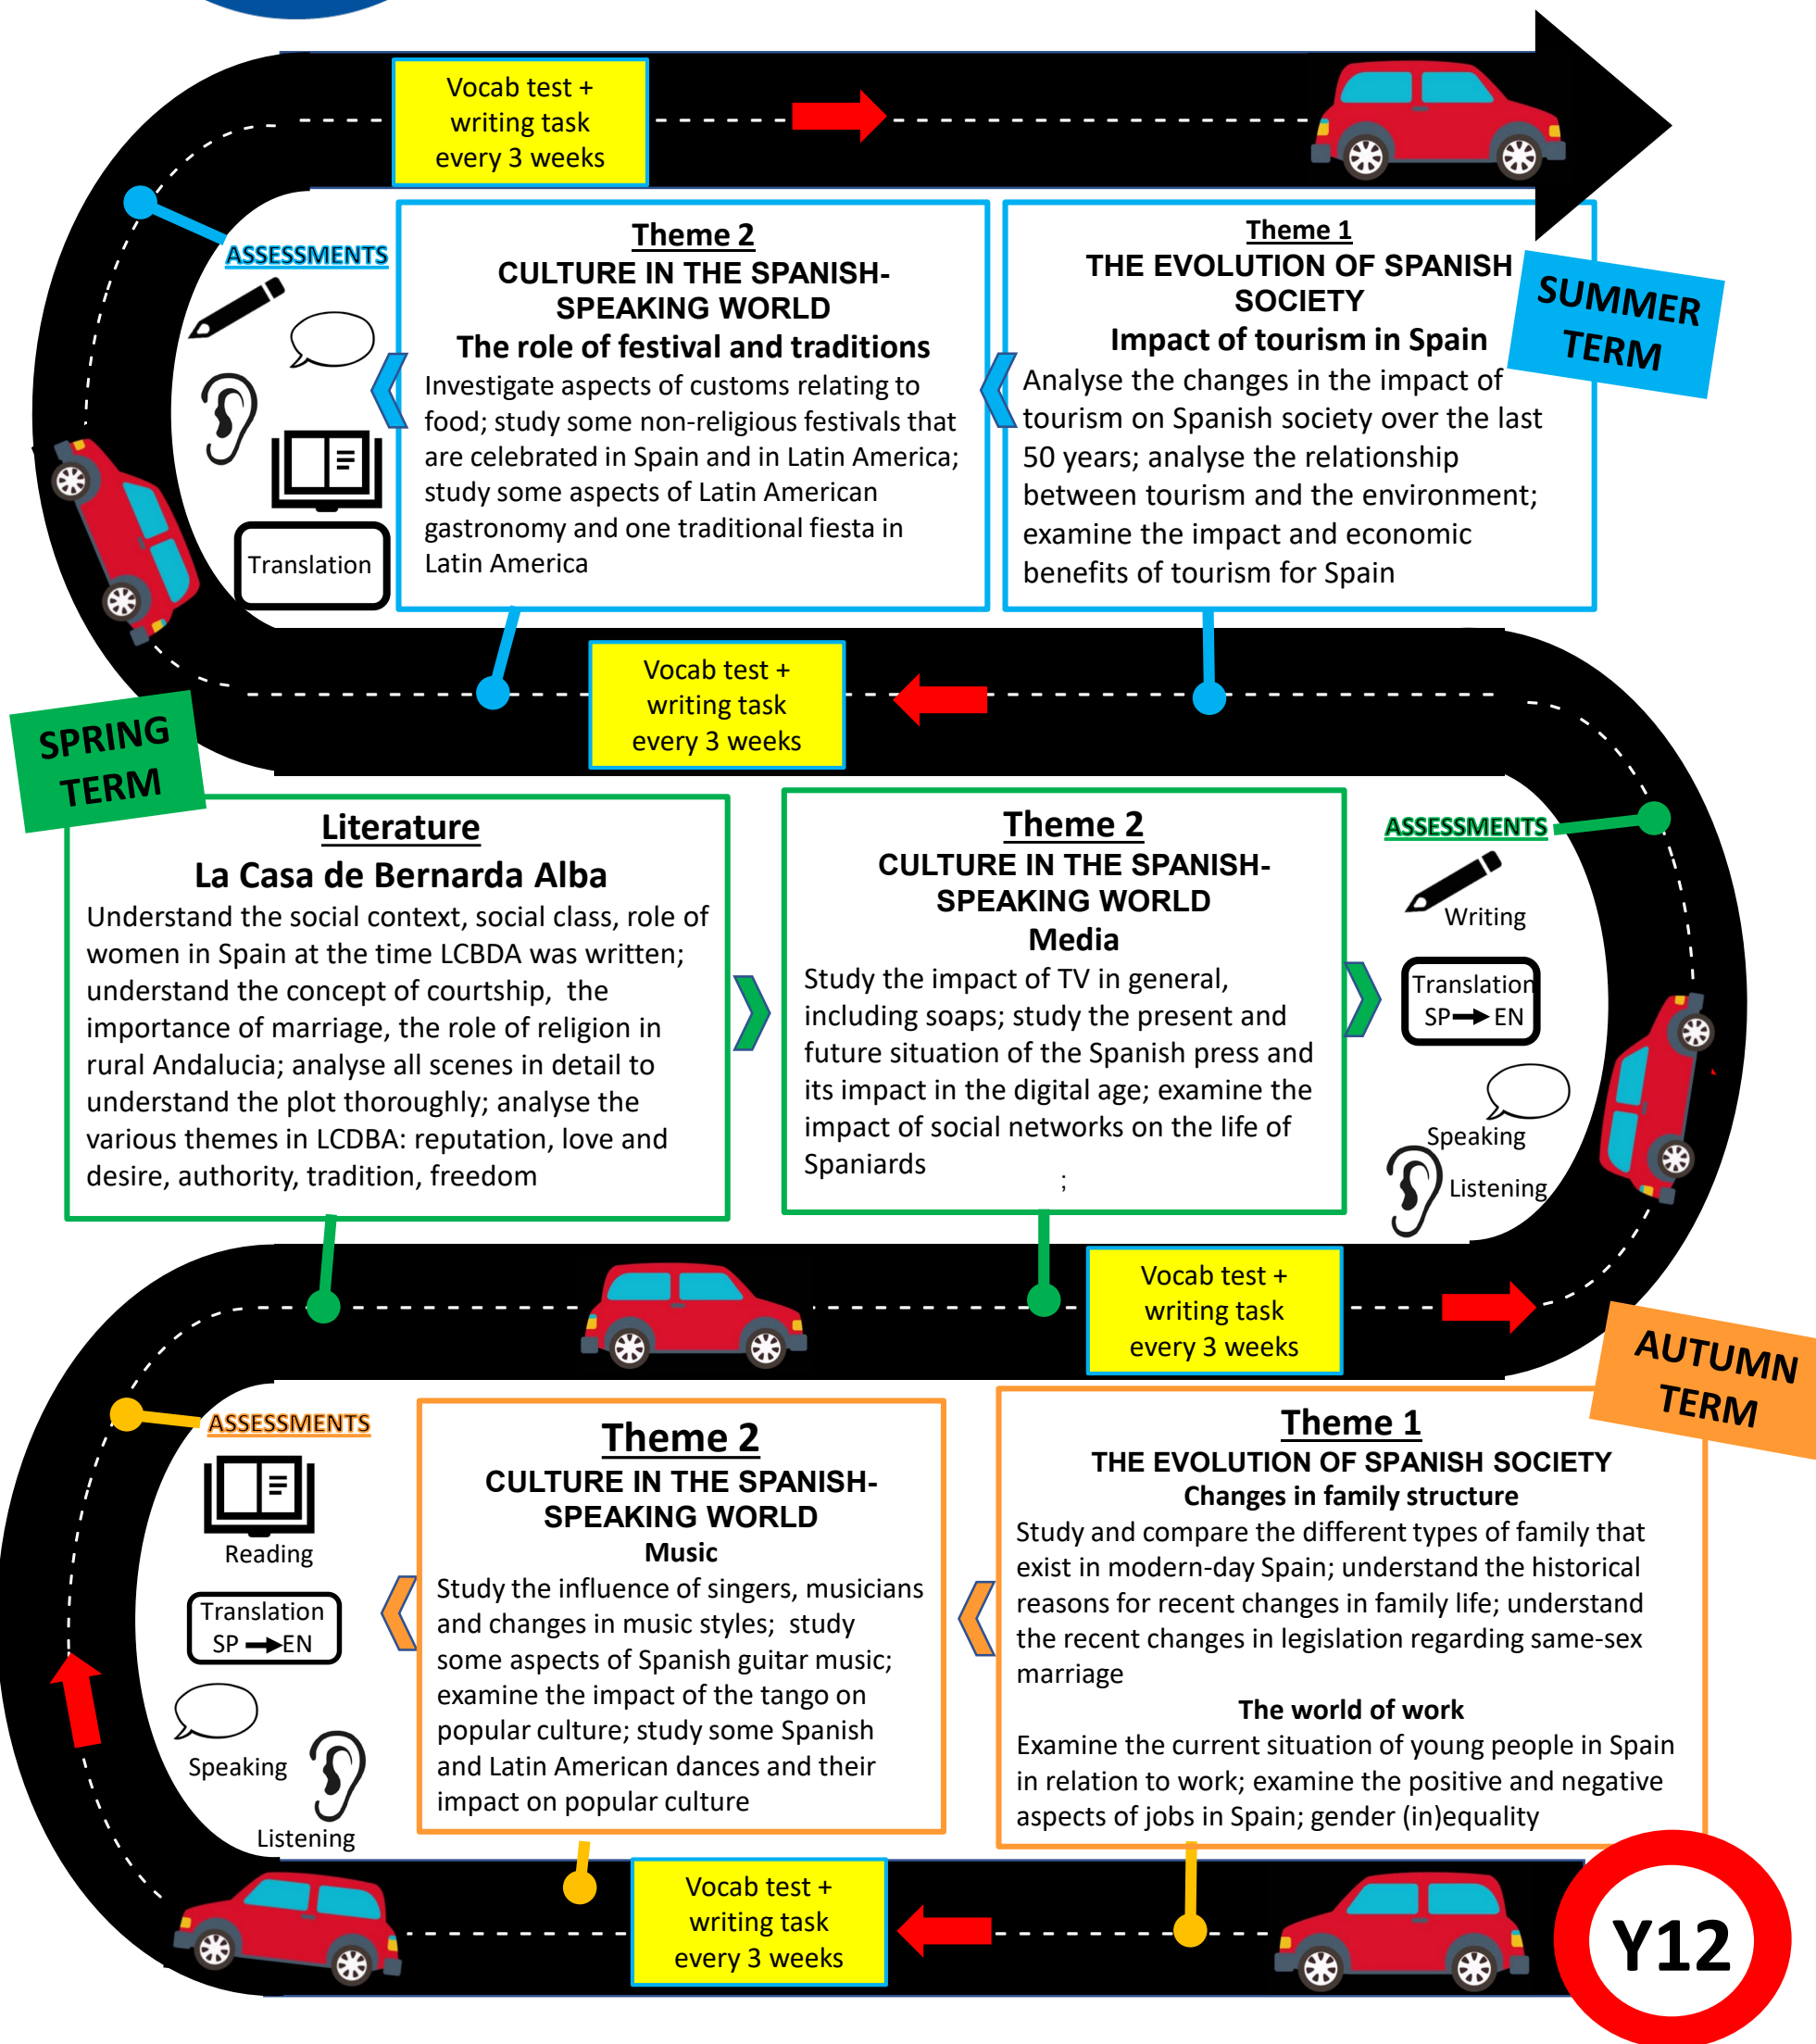 Vocab test +
writing task
every 3 weeks
ASSESSMENTS
Translation
Theme 2
CULTURE IN THE SPANISH-
SPEAKING WORLD
The role of festival and traditions
Investigate aspects of customs relating to
food; study some non-religious festivals that
are celebrated in Spain and in Latin America;
study some aspects of Latin American
gastronomy and one traditional fiesta in
Latin America
Theme 1
THE EVOLUTION OF SPANISH
SOCIETY
Impact of tourism in Spain
Analyse the changes in the impact of
tourism on Spanish society over the last
50 years; analyse the relationship
between tourism and the environment;
examine the impact and economic
benefits of tourism for Spain
SUMMER
TERM
Vocab test +
writing task
every 3 weeks
SPRING
TERM
Literature
La Casa de Bernarda Alba
Understand the social context, social class, role of
women in Spain at the time LCBDA was written;
understand the concept of courtship,  the
importance of marriage, the role of religion in
rural Andalucia; analyse all scenes in detail to
understand the plot thoroughly; analyse the
various themes in LCDBA: reputation, love and
desire, authority, tradition, freedom
Theme 2
CULTURE IN THE SPANISH-
SPEAKING WORLD
Media
Study the impact of TV in general,
including soaps; study the present and
future situation of the Spanish press and
its impact in the digital age; examine the
impact of social networks on the life of
Spaniards
;
ASSESSMENTS
Writing
Translation
SP → EN
Speaking
Listening
Vocab test +
writing task
every 3 weeks
AUTUMN
TERM
ASSESSMENTS
Reading
Translation
SP → EN
Speaking
Listening
Theme 2
CULTURE IN THE SPANISH-
SPEAKING WORLD
Music
Study the influence of singers, musicians
and changes in music styles;  study
some aspects of Spanish guitar music;
examine the impact of the tango on
popular culture; study some Spanish
and Latin American dances and their
impact on popular culture
Theme 1
THE EVOLUTION OF SPANISH SOCIETY
Changes in family structure
Study and compare the different types of family that
exist in modern-day Spain; understand the historical
reasons for recent changes in family life; understand
the recent changes in legislation regarding same-sex
marriage
The world of work
Examine the current situation of young people in Spain
in relation to work; examine the positive and negative
aspects of jobs in Spain; gender (in)equality
Vocab test +
writing task
every 3 weeks
Y12